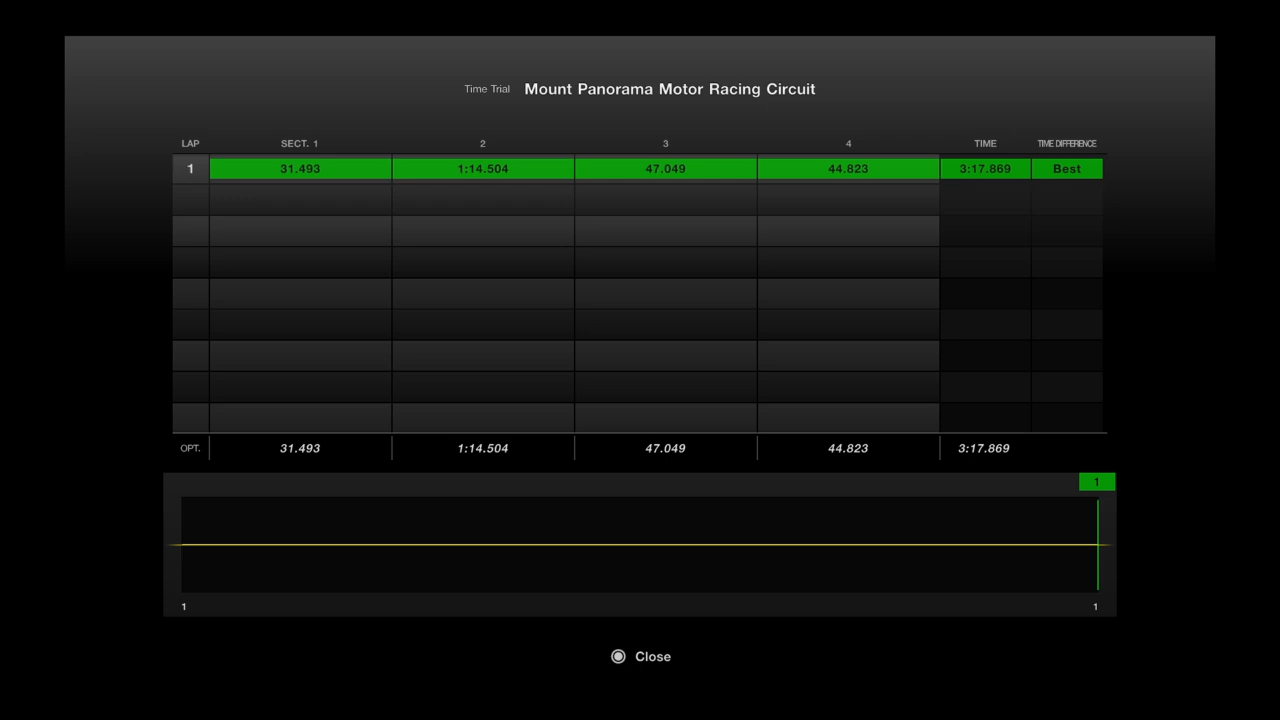 Time Trial Mount Panorama Motor Racing Circuit
LAP SECT. 1 2 3 4 TIME TIME DIFFERENCE
1 31.493 1:14.504 47.049 44.823 3:17.869 Best
OPT. 31.493 1:14.504 47.049 44.823 3:17.869
1
1 1
Close